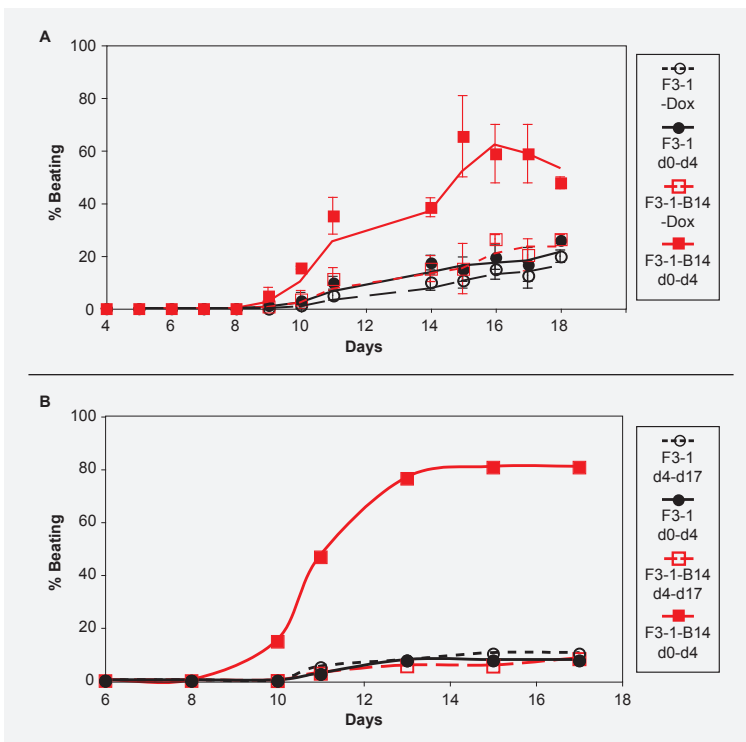 A
100
80
60
40
20
0
% Beating
4
6
8
10
12
14
16
18
Days
F3-1
-Dox
F3-1
d0-d4
F3-1-B14
-Dox
F3-1-B14
d0-d4
B
100
80
60
40
20
0
% Beating
6
8
10
12
14
16
18
Days
F3-1
d4-d17
F3-1
d0-d4
F3-1-B14
d4-d17
F3-1-B14
d0-d4